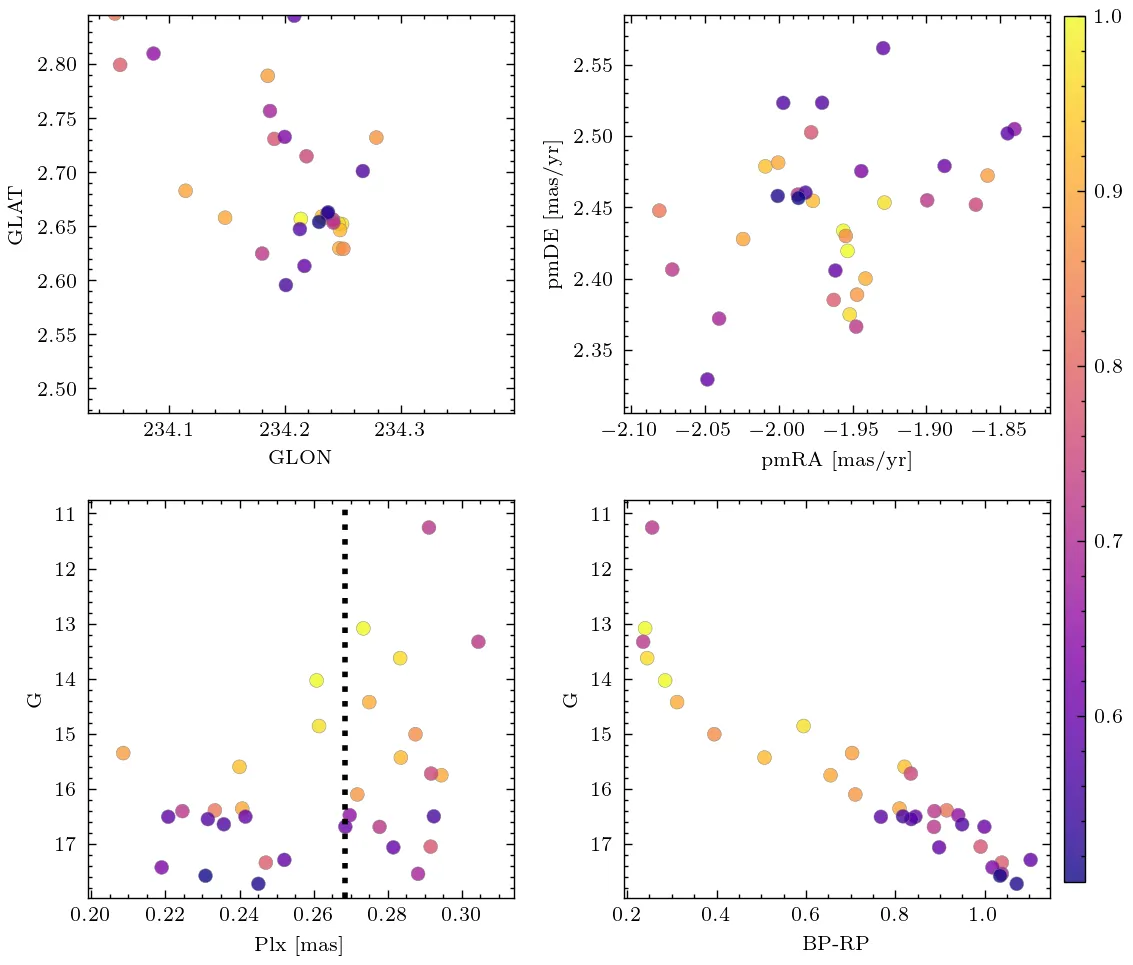 2.80
2.75
2.70
2.65
2.60
2.55
2.50
GLAT
234.1 234.2 234.3
GLON
2.55
2.50
2.45
2.40
2.35
pmDE [mas/yr]
−2.10 −2.05 −2.00 −1.95 −1.90 −1.85
pmRA [mas/yr]
1.0
0.9
0.8
0.7
0.6
11
12
13
14
15
16
17
G
0.20 0.22 0.24 0.26 0.28 0.30
Plx [mas]
11
12
13
14
15
16
17
G
0.2 0.4 0.6 0.8 1.0
BP-RP